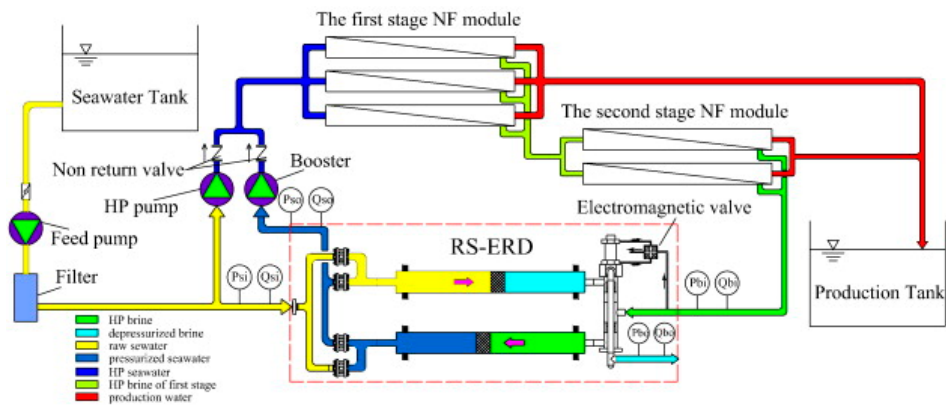 The first stage NF module
Seawater Tank
The second stage NF module
Non return valve
Booster
HP pump
Pso
Qso
Electromagnetic valve
Feed pump
RS-ERD
Filter
Psi
Qsi
Pbi
Qbi
Production Tank
HP brine
depressurized brine
raw sewater
pressurized seawater
HP seawater
HP brine of first stage
production water
Pbo
Qbo